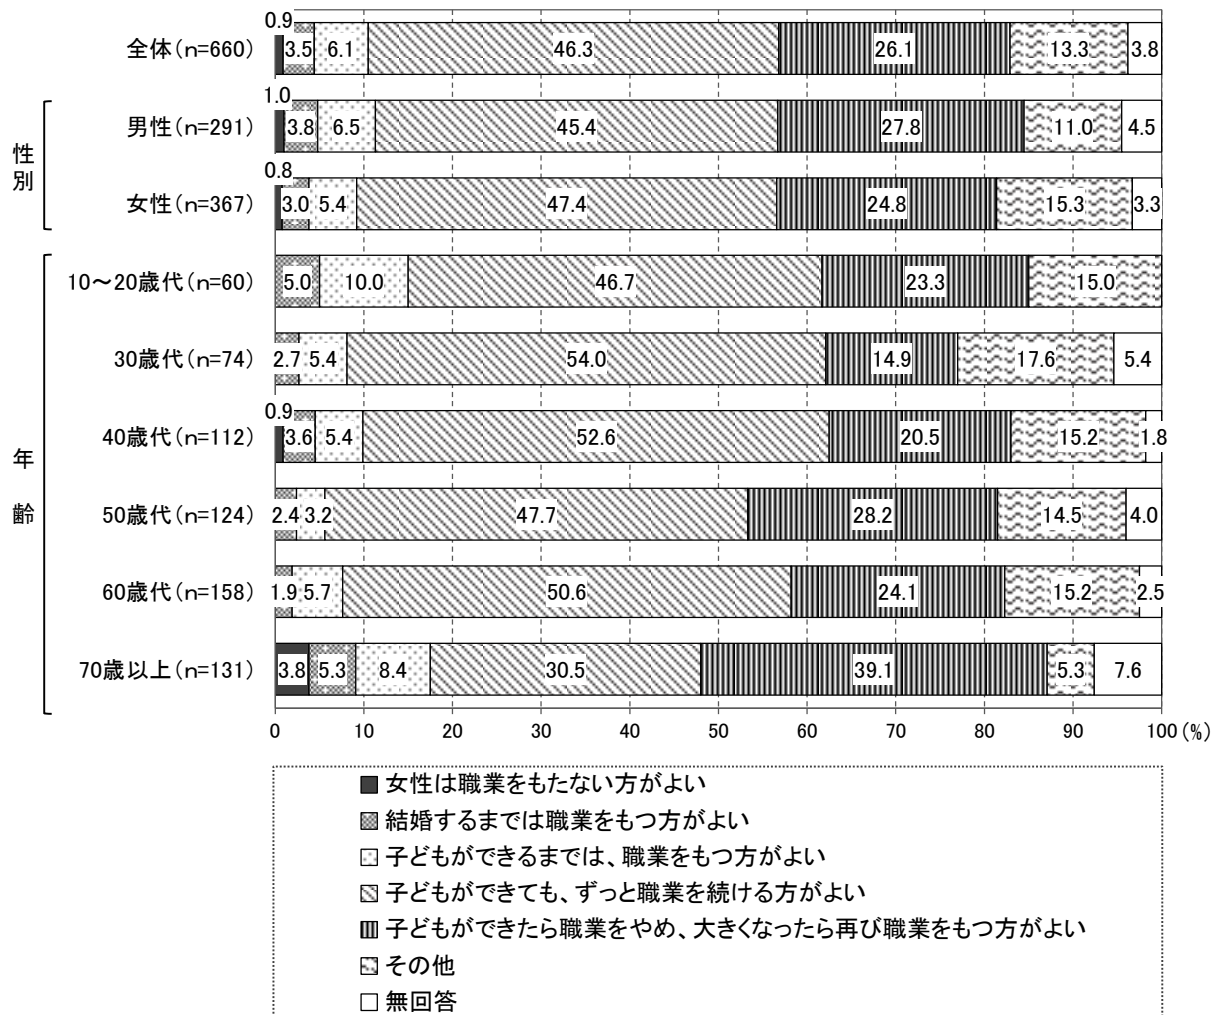 0.9
全体(n=660) 3.5 6.1 46.3 26.1 13.3 3.8
1.0
男性(n=291) 3.8 6.5 45.4 27.8 11.0 4.5
性別
0.8
女性(n=367) 3.0 5.4 47.4 24.8 15.3 3.3
10～20歳代(n=60) 5.0 10.0 46.7 23.3 15.0
30歳代(n=74) 2.7 5.4 54.0 14.9 17.6 5.4
0.9
40歳代(n=112) 3.6 5.4 52.6 20.5 15.2 1.8
年齢
50歳代(n=124) 2.4 3.2 47.7 28.2 14.5 4.0
60歳代(n=158) 1.9 5.7 50.6 24.1 15.2 2.5
70歳以上(n=131) 3.8 5.3 8.4 30.5 39.1 5.3 7.6
0 10 20 30 40 50 60 70 80 90 100 (%)
女性は職業をもたない方がよい
結婚するまでは職業をもつ方がよい
子どもができるまでは、職業をもつ方がよい
子どもができても、ずっと職業を続ける方がよい
子どもができたら職業をやめ、大きくなったら再び職業をもつ方がよい
その他
無回答